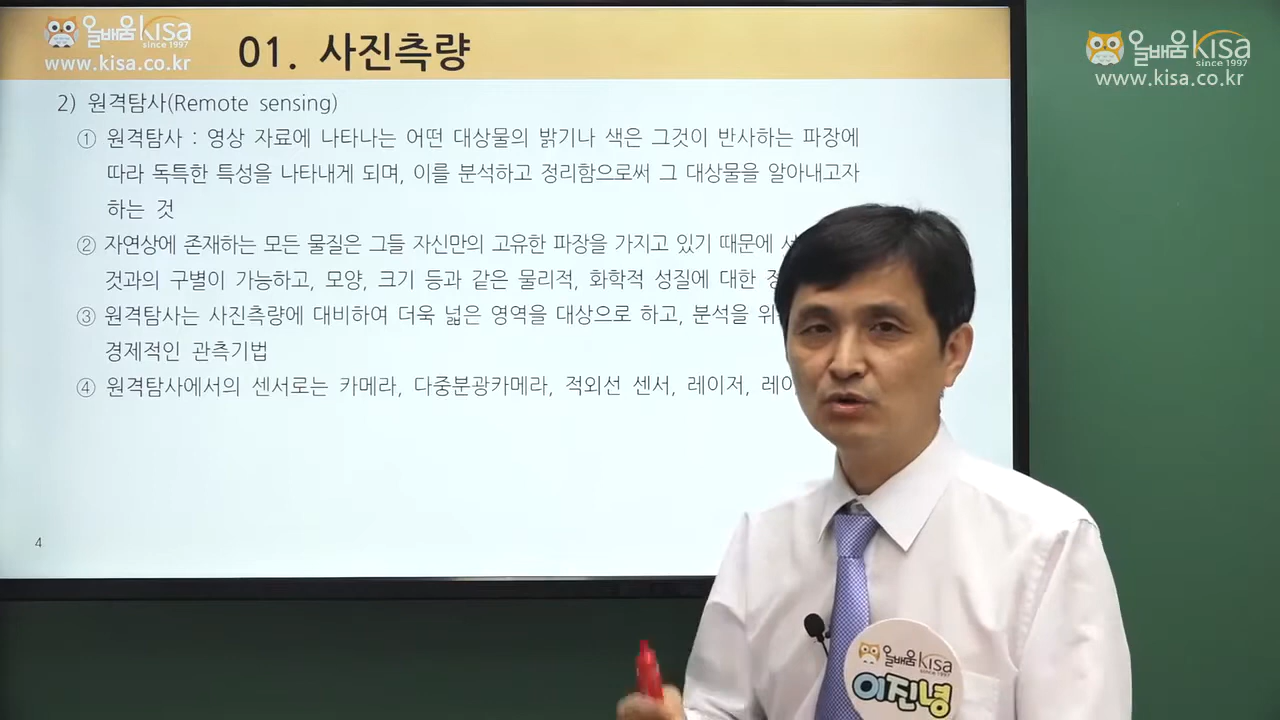 올배움kisa
since 1997
www.kisa.co.kr
01. 사진측량
올배움kisa
since 1997
www.kisa.co.kr
2) 원격탐사(Remote sensing)
① 원격탐사 : 영상 자료에 나타나는 어떤 대상물의 밝기나 색은 그것이 반사하는 파장에
따라 독특한 특성을 나타내게 되며, 이를 분석하고 정리함으로써 그 대상물을 알아내고자
하는 것
② 자연상에 존재하는 모든 물질은 그들 자신만의 고유한 파장을 가지고 있기 때문에
것과의 구별이 가능하고, 모양, 크기 등과 같은 물리적, 화학적 성질에 대한
③ 원격탐사는 사진측량에 대비하여 더욱 넓은 영역을 대상으로 하고, 분석을
경제적인 관측기법
④ 원격탐사에서의 센서로는 카메라, 다중분광카메라, 적외선 센서, 레이저,
4
올배움kisa
since 1997
이진녕